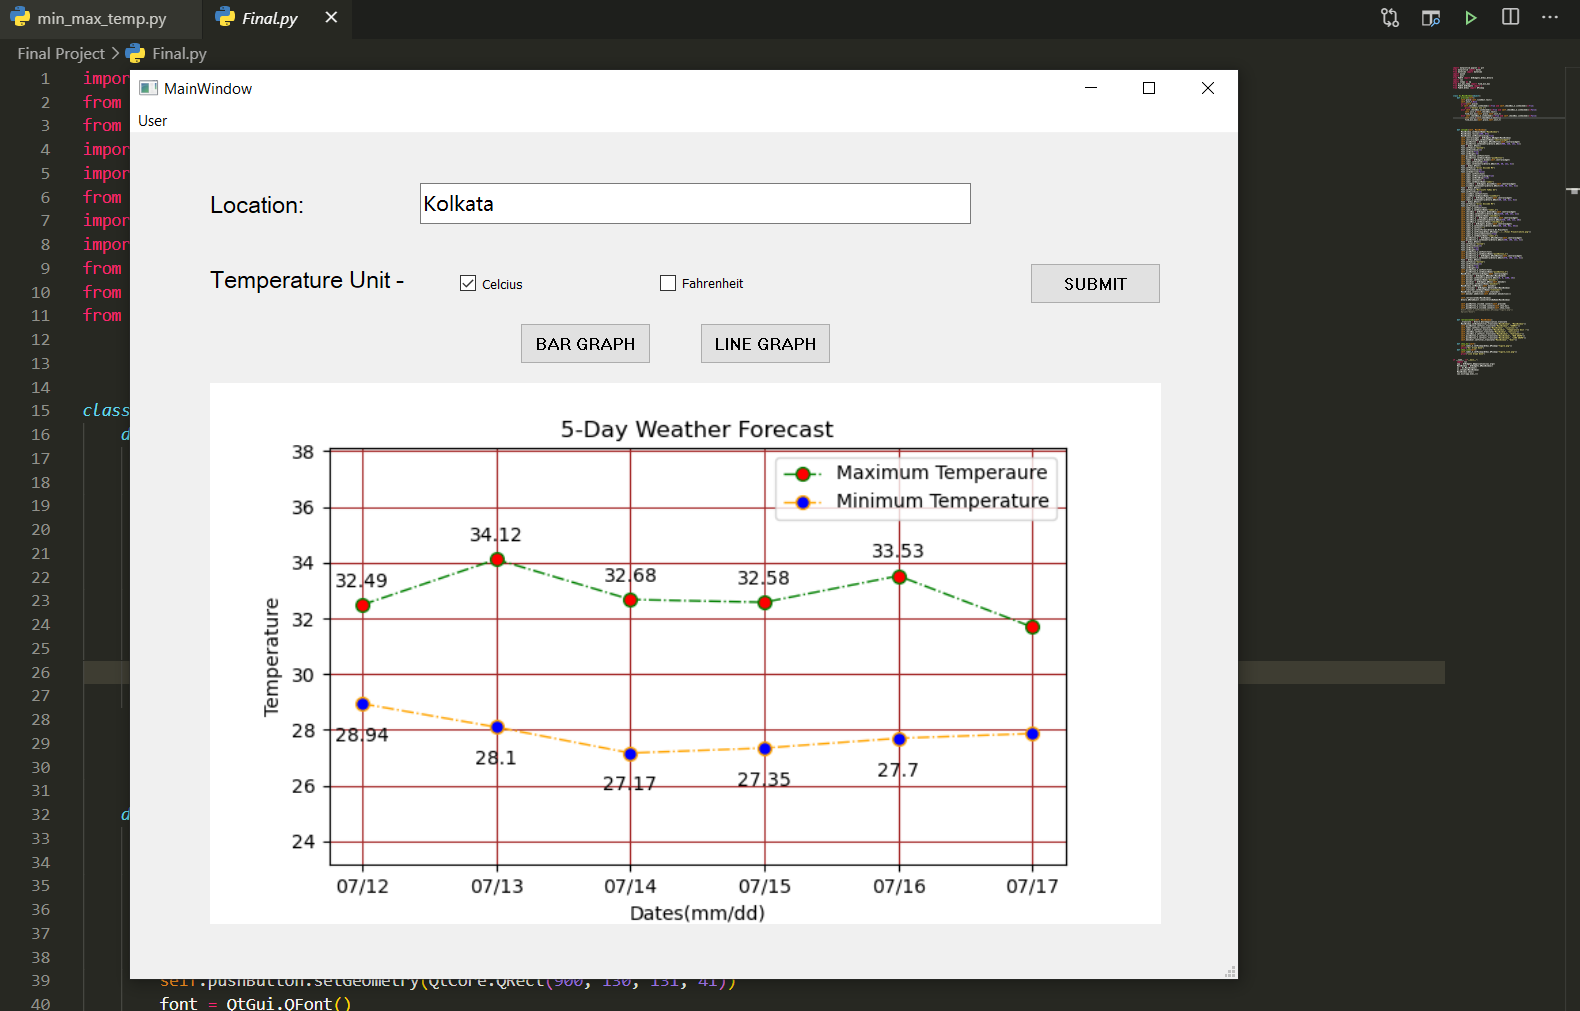 min_max_temp.py Final.py
Final Project > Final.py
1 impor
2 from
3 from
4 impor
5 impor
6 from
7 impor
8 impor
9 from
10 from
11 from
12
13
14
15 class
16 d
17
18
19
20
21
22
23
24
25
26
27
28
29
30
31
32 d
33
34
35
36
37
38
39 self.pushButton.setGeometry(QtCore.QRect(900, 130, 131, 41))
40 font = QtGui.QFont()
MainWindow
User
Location: Kolkata
Temperature Unit - Celcius Fahrenheit SUBMIT
BAR GRAPH LINE GRAPH
5-Day Weather Forecast
Maximum Temperaure
Minimum Temperature
Temperature
38
36
34
32
30
28
26
24
32.49 34.12 32.68 32.58 33.53
28.94 28.1 27.17 27.35 27.7
07/12 07/13 07/14 07/15 07/16 07/17
Dates(mm/dd)